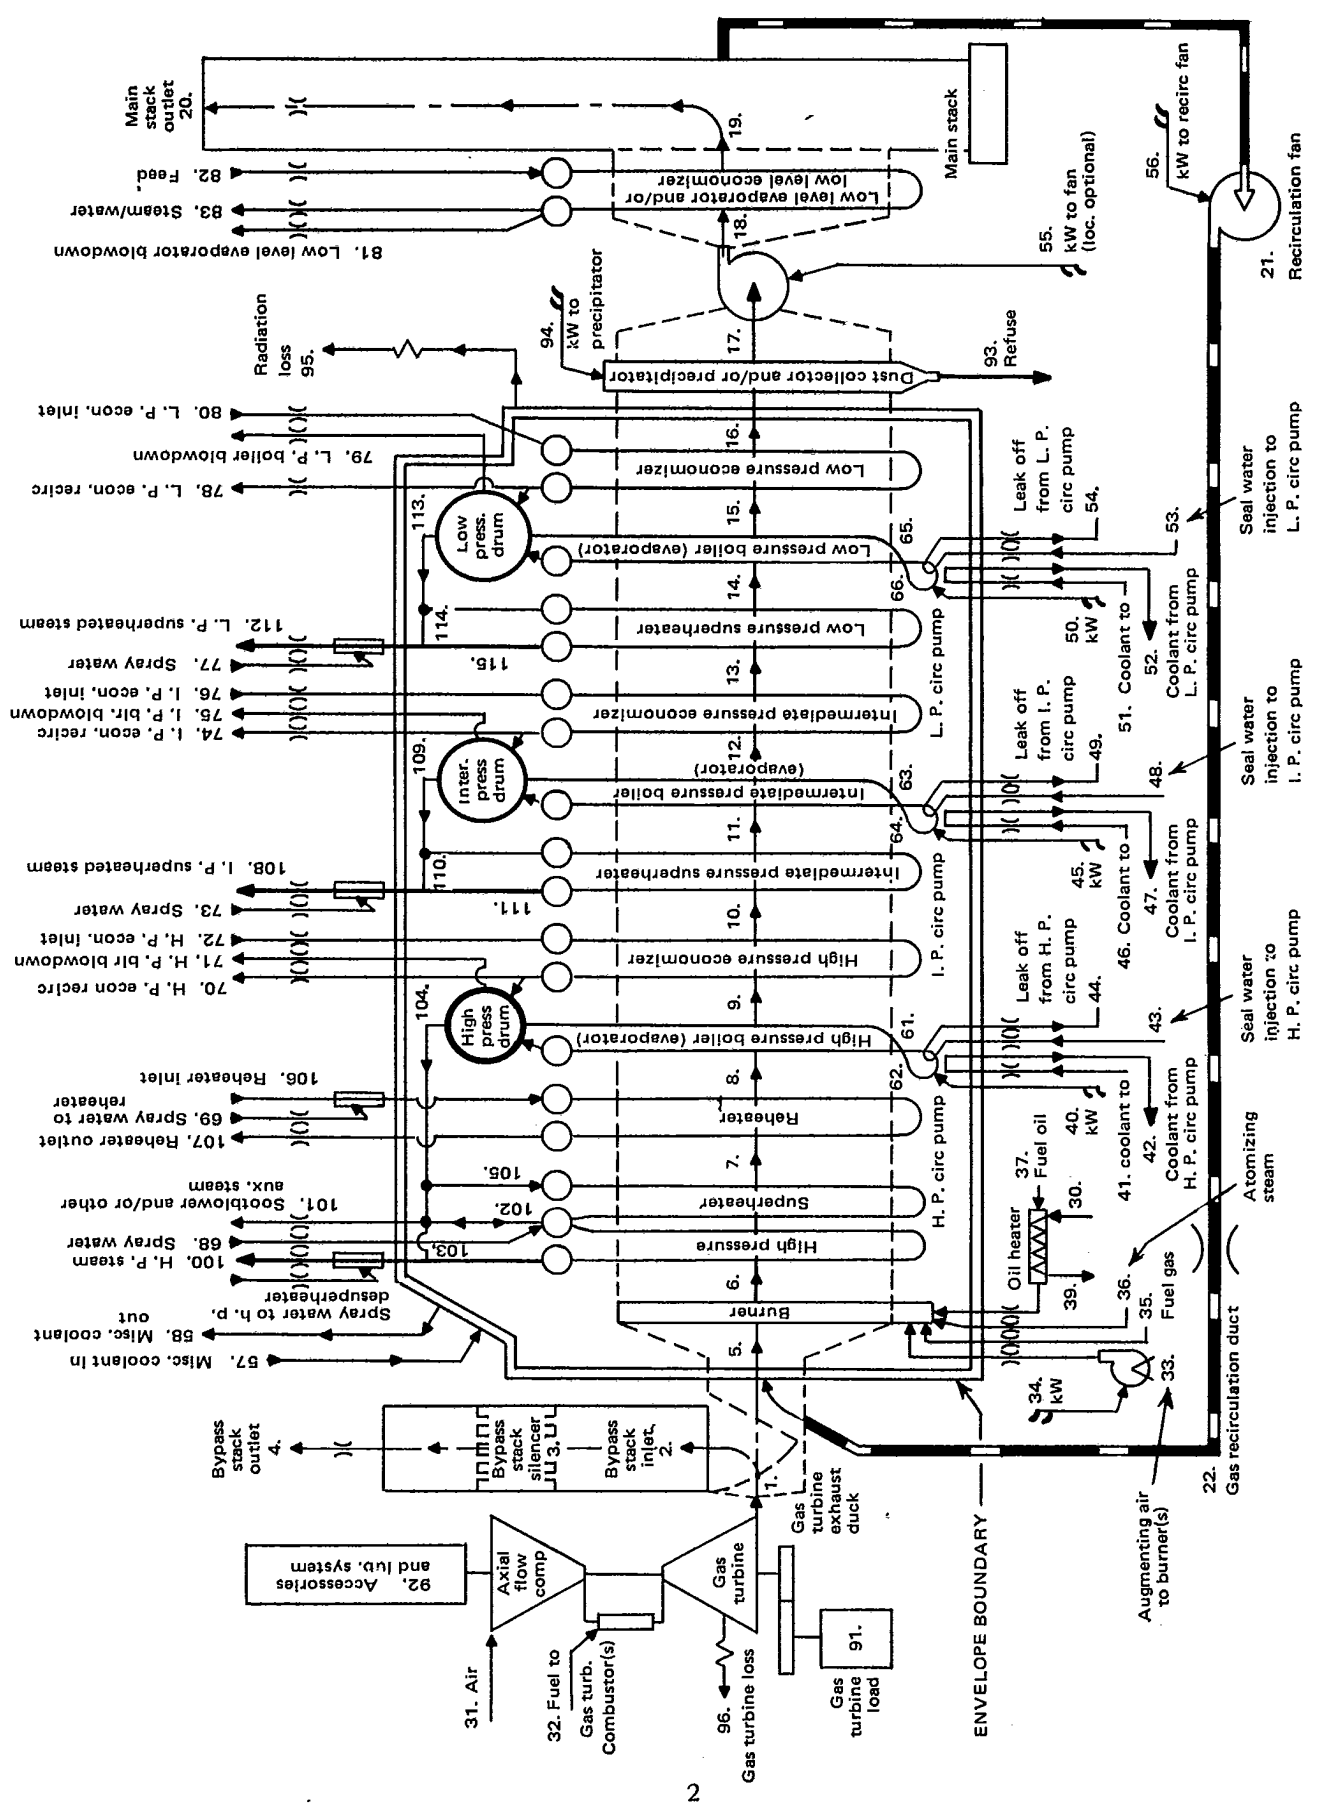 Main
stack
outlet
20.
82. Feed
83. Steam/water
81. Low level evaporator blowdown
Low level evaporator and/or
low level economizer
19.
18.
Main stack
56.
kW to recirc fan
55.
kW to fan
(loc. optional)
21.
Recirculation fan
Radiation
loss
95.
94.
kW to
precipitator
17.
Dust collector and/or precipitator
93.
Refuse
80. L. P. econ. inlet
79. L. P. boiler blowdown
78. L. P. econ. recirc
16.
Low pressure economizer
113.
Low
press.
drum
15.
Low pressure boiler (evaporator)
65.
66.
Leak off
from L. P.
circ pump
54.
53.
Seal water
injection to
L. P. circ pump
14.
114.
112. L. P. superheated steam
77. Spray water
115.
Low pressure superheater
L. P. circ pump
50.
kW
51. Coolant to
52.
Coolant from
L. P. circ pump
13.
76. I. P. econ. inlet
75. I. P. blr. blowdown
74. I. P. econ. recirc
Intermediate pressure economizer
109.
Inter.
press
drum
12.
Intermediate pressure boiler
(evaporator)
63.
64.
Leak off
from I. P.
circ pump
49.
48.
Seal water
injection to
I. P. circ pump
11.
110.
108. I. P. superheated steam
73. Spray water
111.
Intermediate pressure superheater
I. P. circ pump
45.
kW
46. Coolant to
47.
Coolant from
I. P. circ pump
10.
72. H. P. econ. inlet
71. H. P. blr blowdown
70. H. P. econ recirc
High pressure economizer
104.
High
press
drum
9.
High pressure boiler (evaporator)
61.
62.
Leak off
from H. P.
circ pump
44.
43.
Seal water
injection to
H. P. circ pump
8.
106. Reheater inlet
69. Spray water to
reheater
107. Reheater outlet
Reheater
H. P. circ pump
40.
kW
41. coolant to
42.
Coolant from
H. P. circ pump
7.
105.
101. Sootblower and/or other
aux. steam
102.
68. Spray water
103.
100. H. P. steam
Superheater
High pressure
6.
Spray water to h. p.
desuperheater
Burner
37.
Fuel oil
Oil heater
30.
39.
36.
Atomizing
steam
35.
Fuel gas
58. Misc. coolant
out
57. Misc. coolant in
5.
34.
kW
33.
22.
Gas recirculation duct
Bypass
stack
outlet
4.
Bypass
stack
silencer
3.
Bypass
stack
inlet,
2.
1.
Gas
turbine
exhaust
duck
Augmenting air
to burner(s)
92. Accessories
and lub. system
Axial
flow
comp
Gas
turbine
31. Air
32. Fuel to
Gas turb.
Combustor(s)
96.
Gas turbine loss
91.
Gas
turbine
load
ENVELOPE BOUNDARY
2